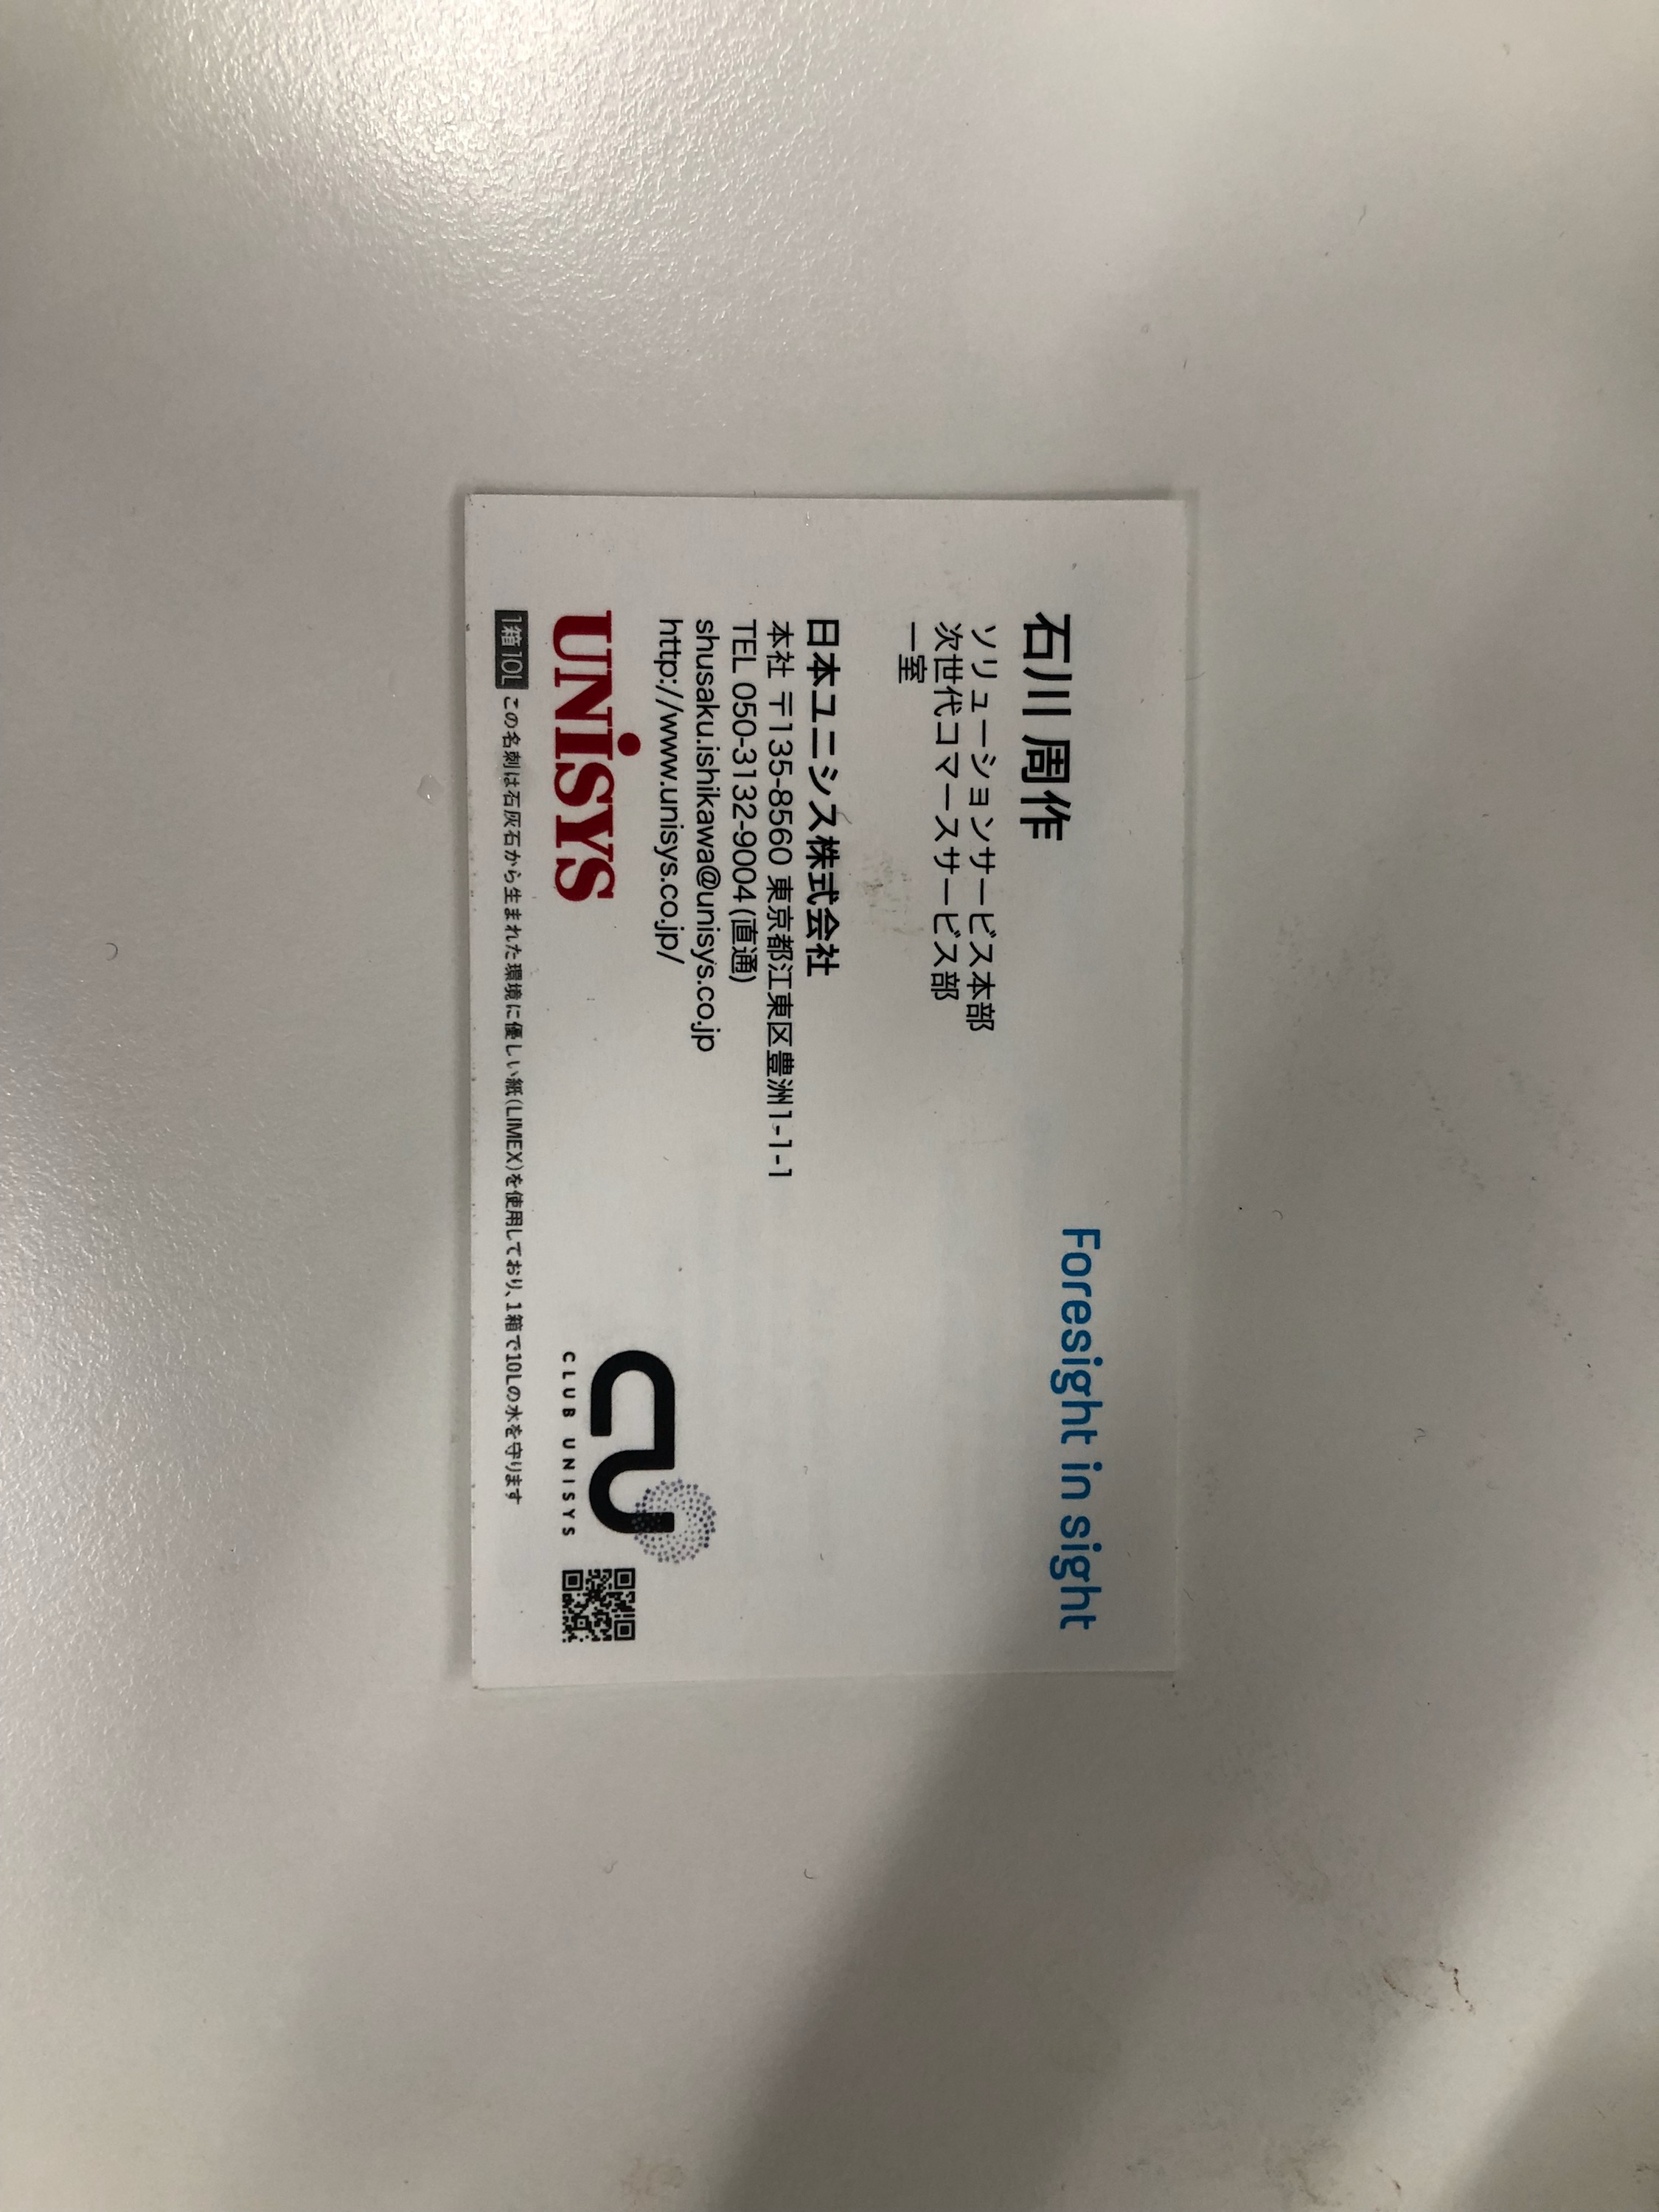 Foresight in sight
石川 周作
ソリューションサービス本部
次世代コマースサービス部
一室
日本ユニシス株式会社
本社 〒135-8560 東京都江東区豊洲1-1-1
TEL 050-3132-9004(直通)
shusaku.ishikawa@unisys.co.jp
http://www.unisys.co.jp/
UNiSYS
CU
CLUB UNISYS
1箱10L この名刺は石灰石から生まれた環境に優しい紙(LIMEX)を使用しており、1箱で10Lの水を守ります